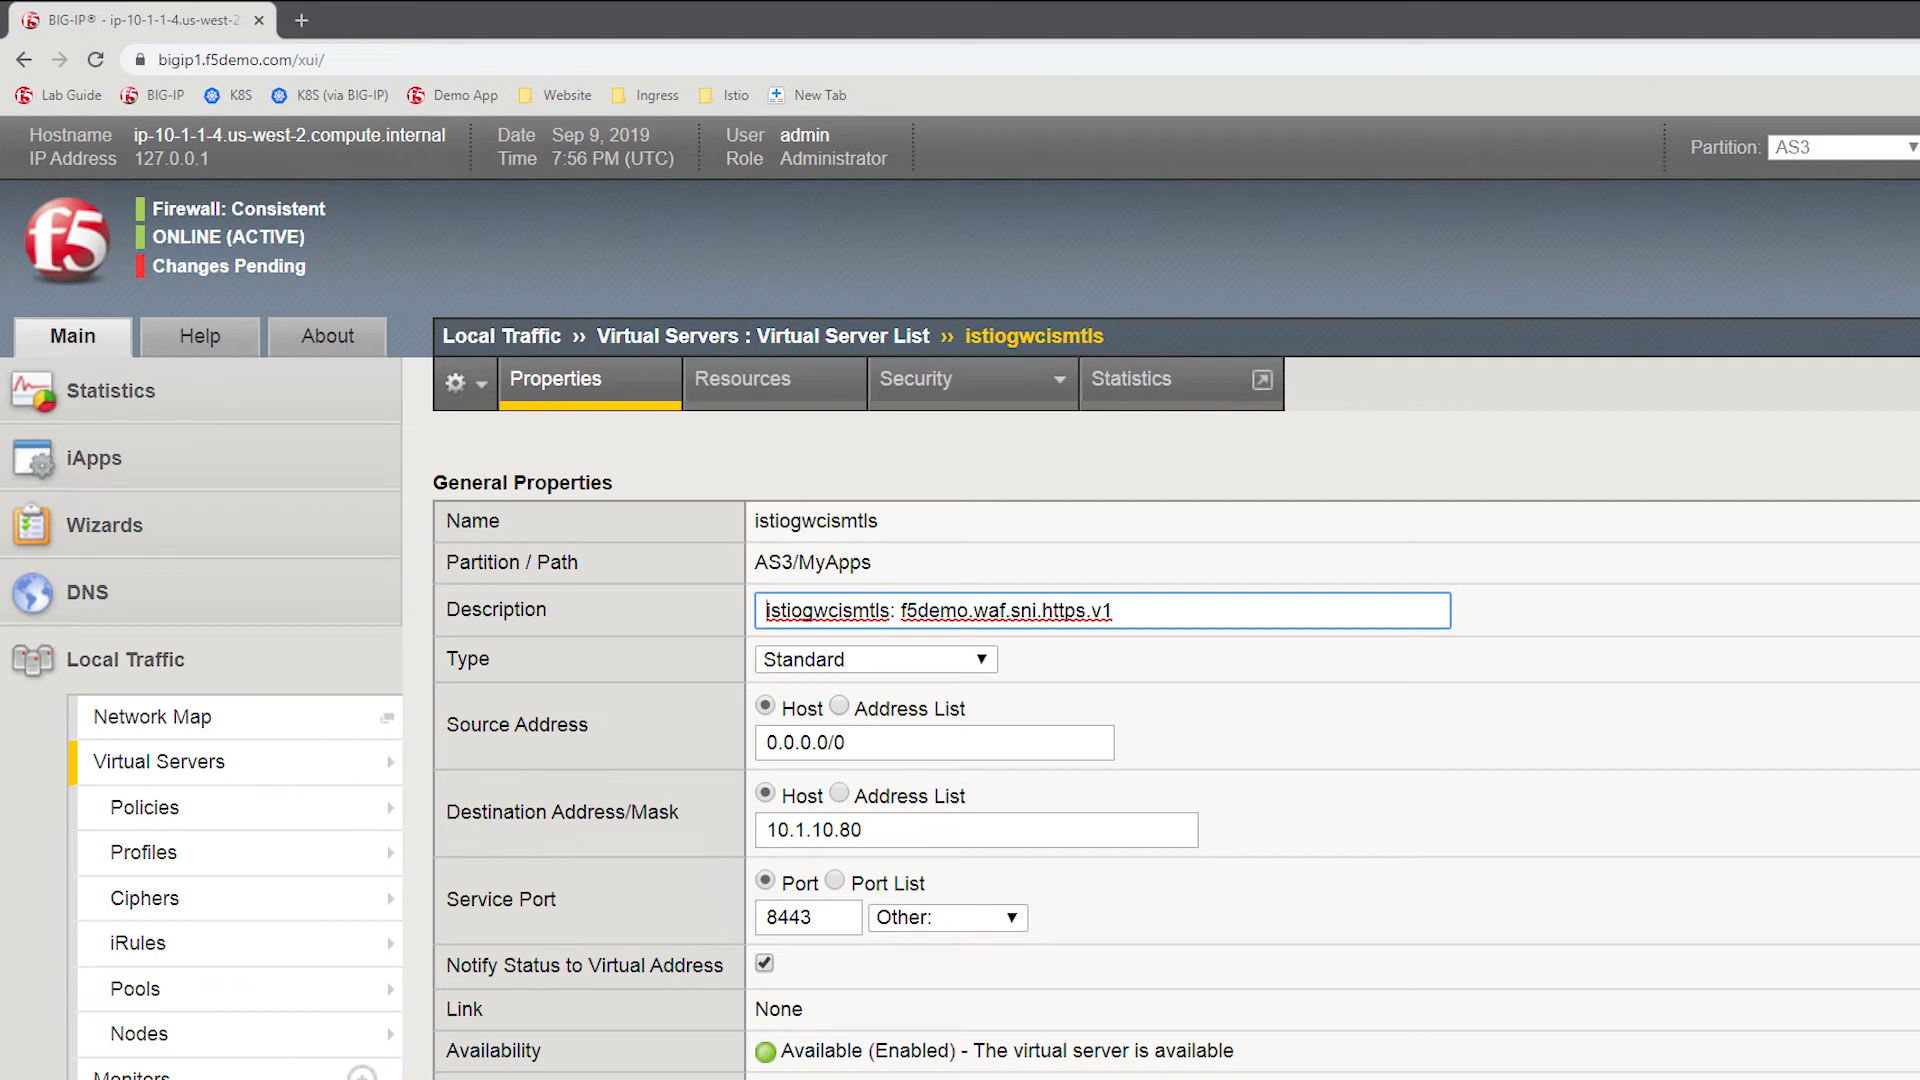 BIG-IP® - ip-10-1-1-4.us-west-2
bigip1.f5demo.com/xui/
Lab Guide BIG-IP K8S K8S (via BIG-IP) Demo App Website Ingress Istio New Tab
Hostname ip-10-1-1-4.us-west-2.compute.internal Date Sep 9, 2019 User admin
IP Address 127.0.0.1 Time 7:56 PM (UTC) Role Administrator
Partition: AS3
f5
Firewall: Consistent
ONLINE (ACTIVE)
Changes Pending
Main Help About
Local Traffic ›› Virtual Servers : Virtual Server List ›› istiogwcismtls
Properties Resources Security Statistics
Statistics
iApps
Wizards
DNS
Local Traffic
Network Map
Virtual Servers
Policies
Profiles
Ciphers
iRules
Pools
Nodes
Monitors
General Properties
Name istiogwcismtls
Partition / Path AS3/MyApps
Description istiogwcismtls: f5demo.waf.sni.https.v1
Type Standard
Source Address Host Address List
0.0.0.0/0
Destination Address/Mask Host Address List
10.1.10.80
Service Port Port Port List
8443 Other:
Notify Status to Virtual Address
Link None
Availability Available (Enabled) - The virtual server is available